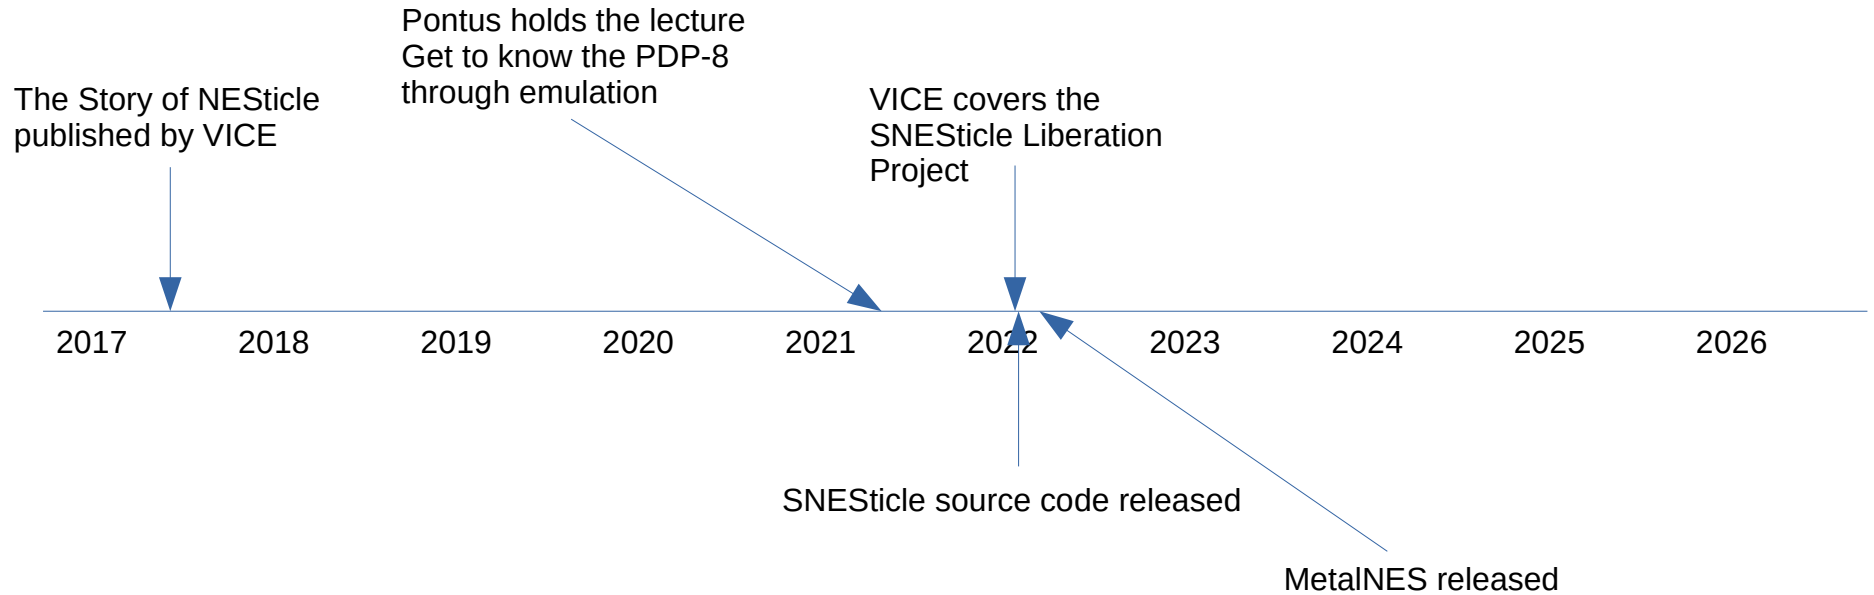 Pontus holds the lecture
Get to know the PDP-8
through emulation
The Story of NESticle
published by VICE
VICE covers the
SNESticle Liberation
Project
2017
2018
2019
2020
2021
2022
2023
2024
2025
2026
SNESticle source code released
MetalNES released